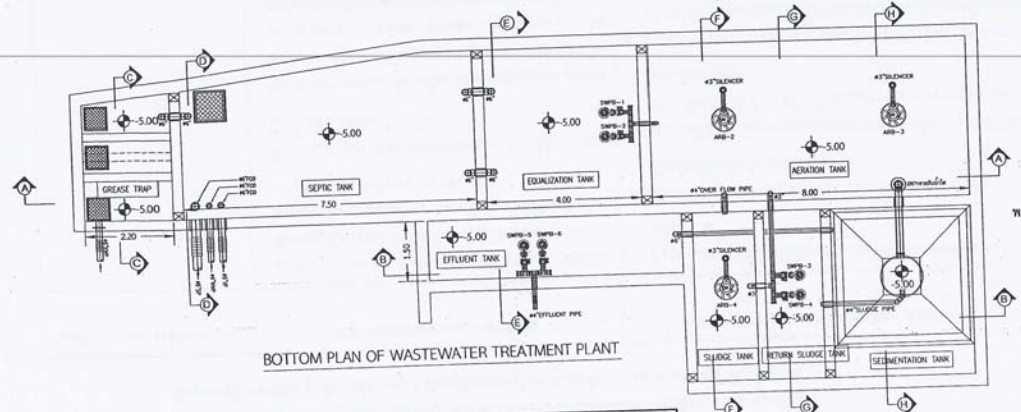 E
F
G
H
C
D
ø3"SILENCER
ø3"SILENCER
SWPB-1
SWPB-2
ARB-2
ARB-3
-5.00
-5.00
-5.00
-5.00
-5.00
AERATION TANK
A
A
GREASE TRAP
SEPTIC TANK
EQUALIZATION TANK
-5.00
7.50
4.00
8.00
ø4"OVER FLOW PIPE
2.20
C
1.50
B
-5.00
EFFLUENT TANK
SWPB-5
SWPB-6
ø3"SILENCER
SWPB-3
SWPB-4
ARB-4
-5.00
-5.00
-5.00
D
E
ø4"EFFLUENT PIPE
ø4"SLUDGE PIPE
B
BOTTOM PLAN OF WASTEWATER TREATMENT PLANT
SLUDGE TANK
RETURN SLUDGE TANK
SEDIMENTATION TANK
F
G
H